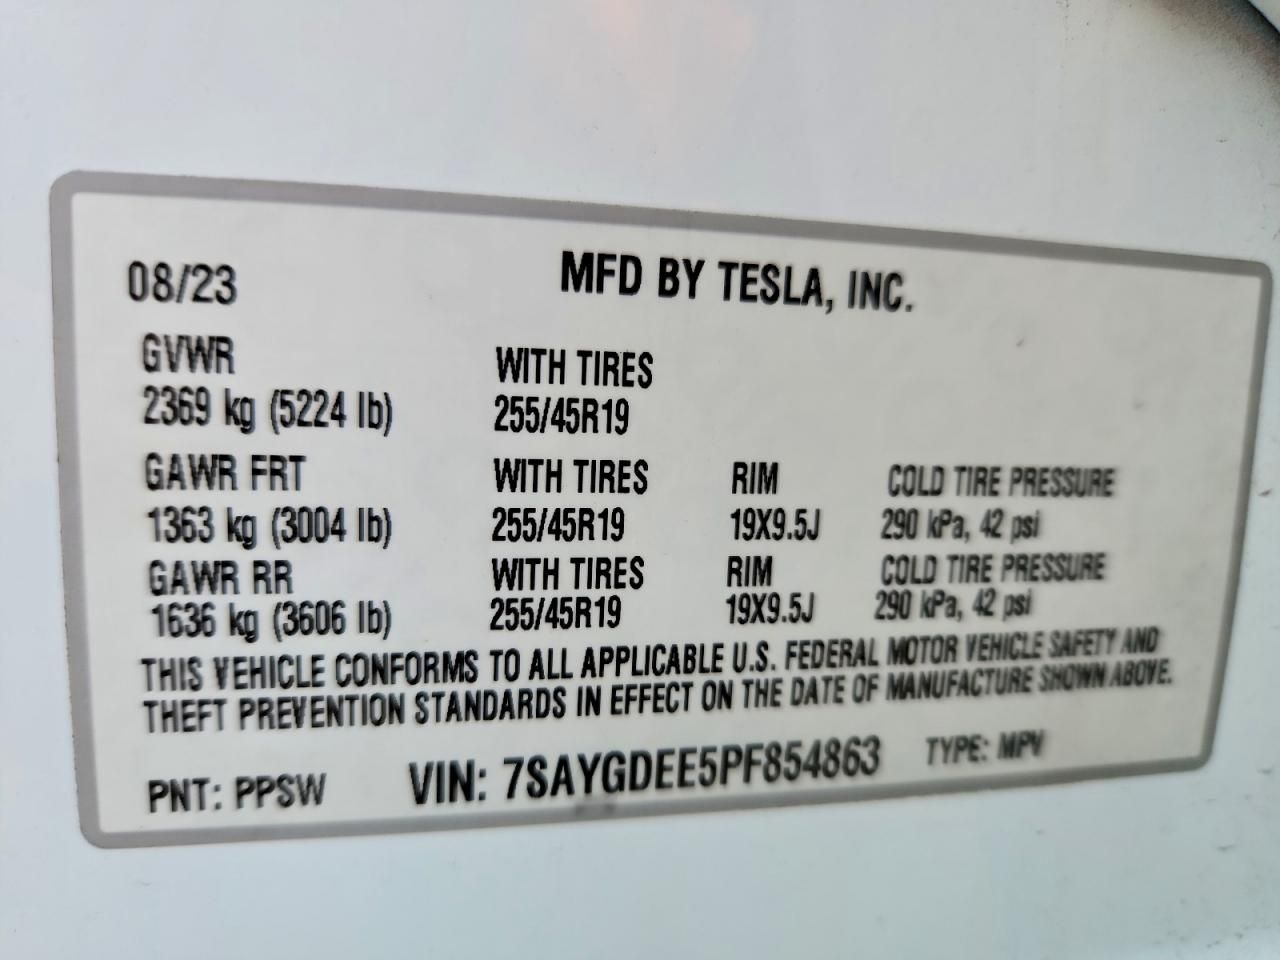 08/23 MFD BY TESLA, INC.
GVWR WITH TIRES
2369 kg (5224 lb) 255/45R19
GAWR FRT WITH TIRES RIM COLD TIRE PRESSURE
1363 kg (3004 lb) 255/45R19 19X9.5J 290 kPa, 42 psi
GAWR RR WITH TIRES RIM COLD TIRE PRESSURE
1636 kg (3606 lb) 255/45R19 19X9.5J 290 kPa, 42 psi
THIS VEHICLE CONFORMS TO ALL APPLICABLE U.S. FEDERAL MOTOR VEHICLE SAFETY AND
THEFT PREVENTION STANDARDS IN EFFECT ON THE DATE OF MANUFACTURE SHOWN ABOVE.
PNT: PPSW VIN: 7SAYGDEE5PF854863 TYPE: MPV